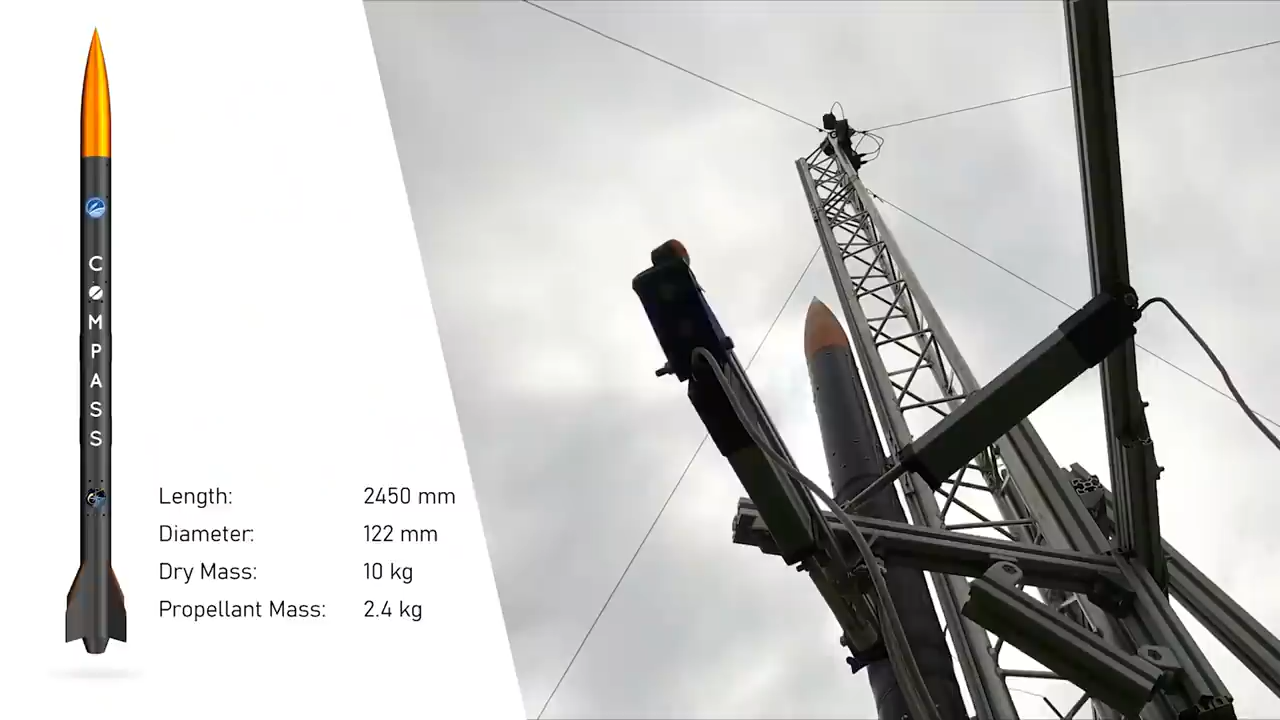 COMPASS
Length: 2450 mm
Diameter: 122 mm
Dry Mass: 10 kg
Propellant Mass: 2.4 kg